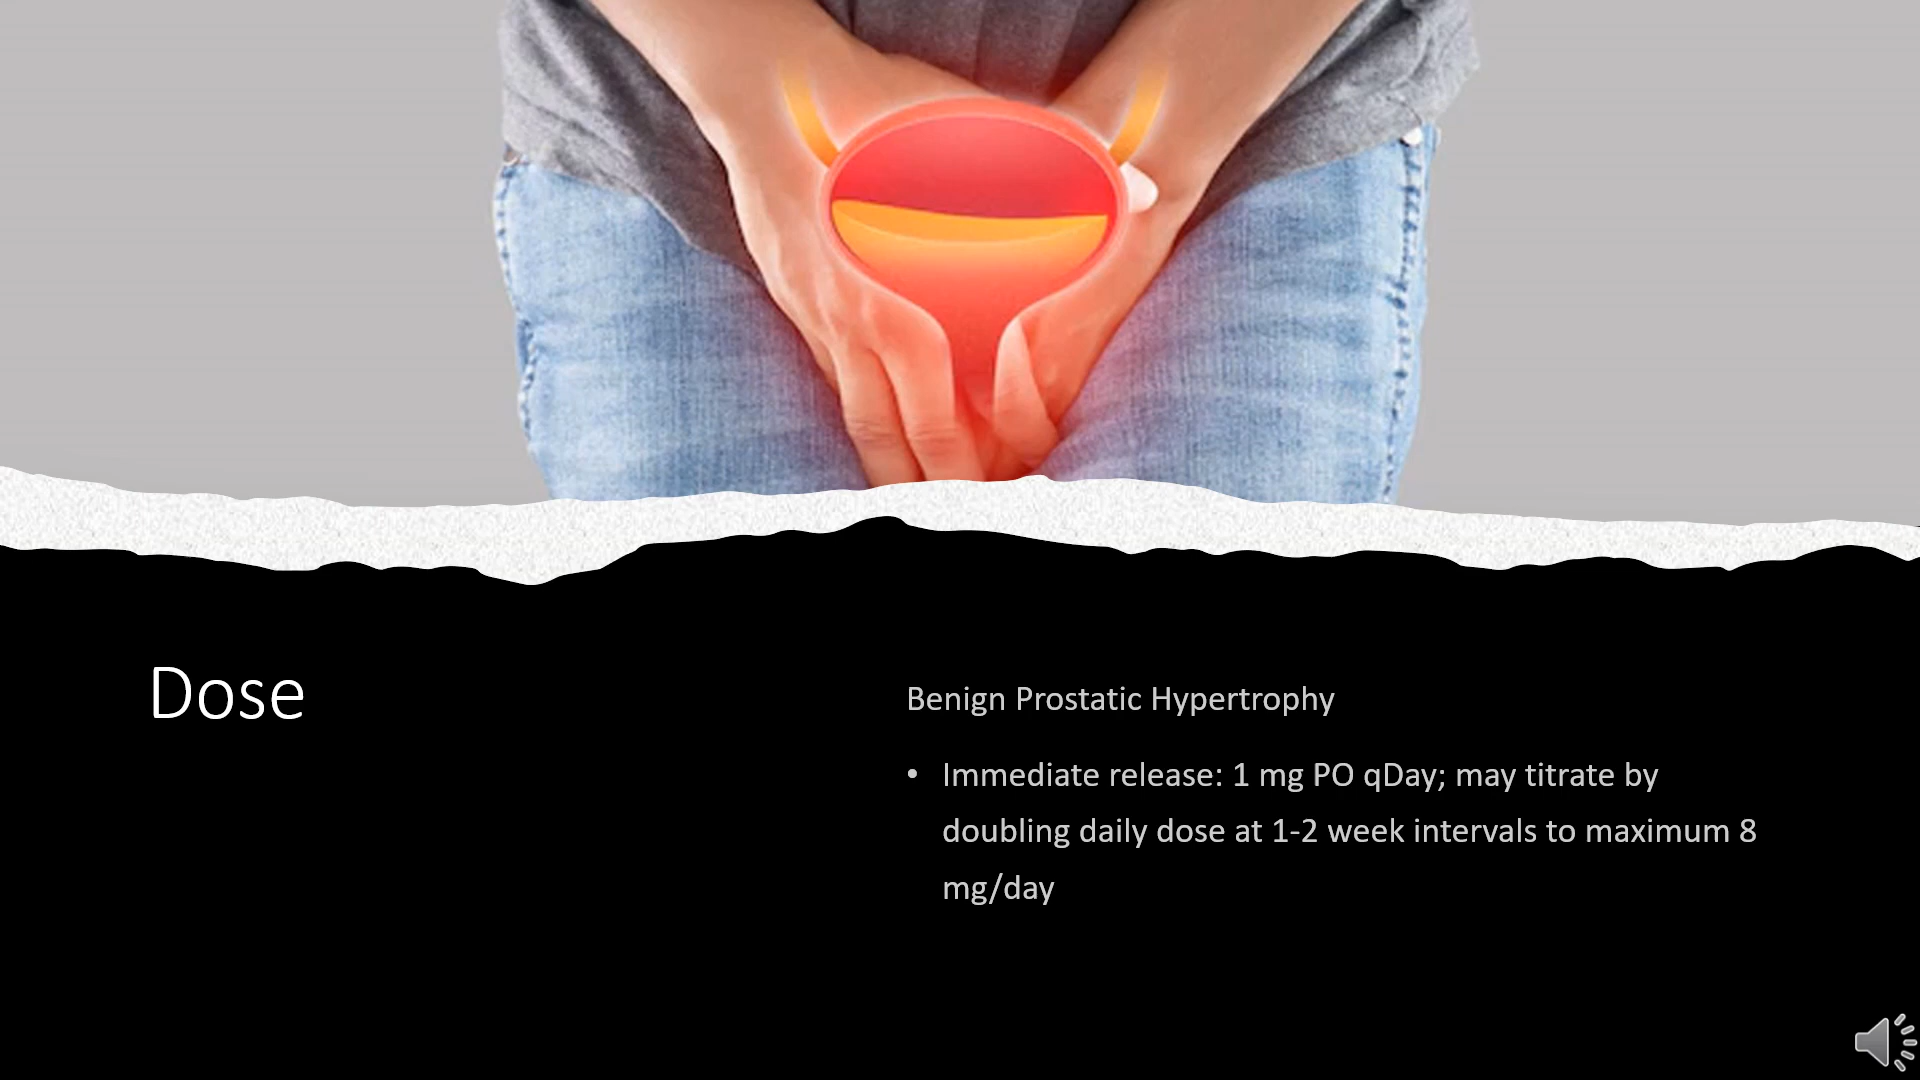 Dose
Benign Prostatic Hypertrophy
• Immediate release: 1 mg PO qDay; may titrate by
doubling daily dose at 1-2 week intervals to maximum 8
mg/day